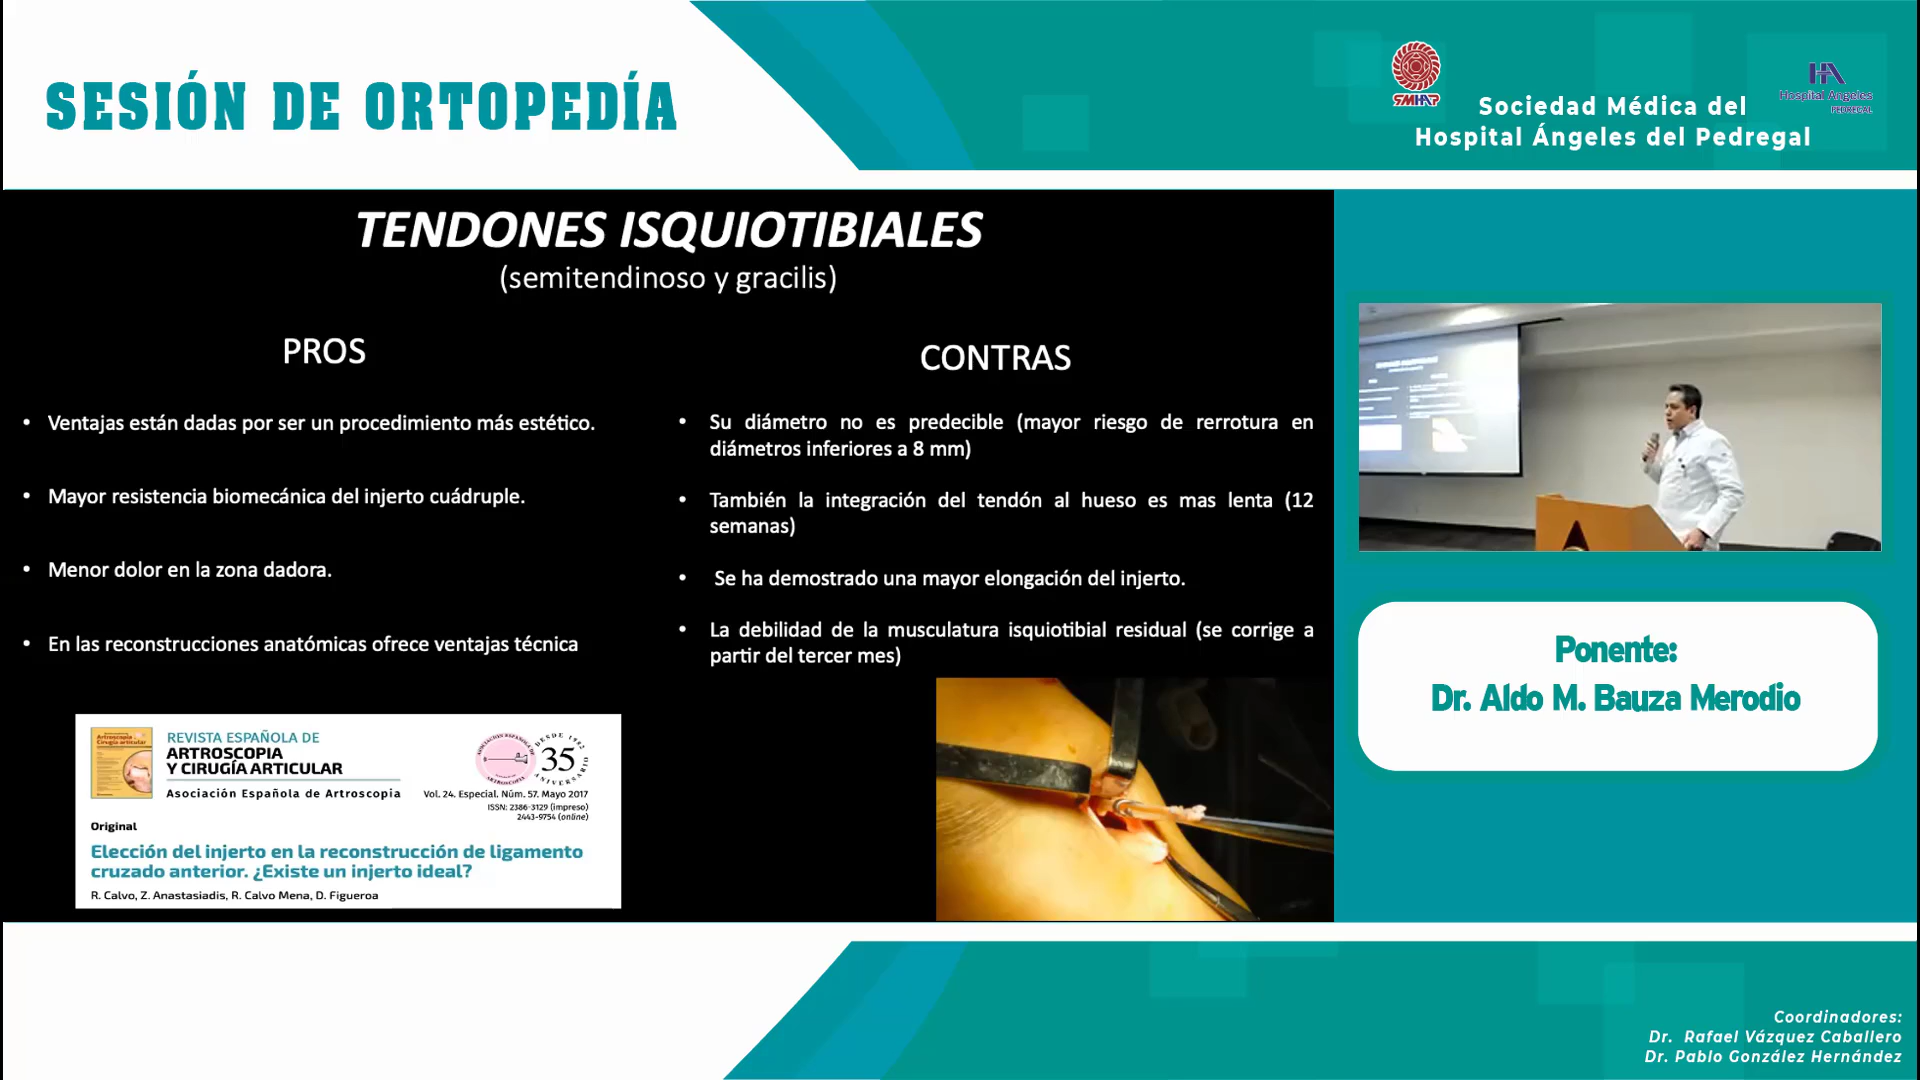 SESIÓN DE ORTOPEDÍA
SMHAP
Sociedad Médica del
Hospital Ángeles del Pedregal
HA
Hospital Angeles
PEDREGAL
TENDONES ISQUIOTIBIALES
(semitendinoso y gracilis)
PROS
• Ventajas están dadas por ser un procedimiento más estético.
• Mayor resistencia biomecánica del injerto cuádruple.
• Menor dolor en la zona dadora.
• En las reconstrucciones anatómicas ofrece ventajas técnica
CONTRAS
• Su diámetro no es predecible (mayor riesgo de rerrotura en
diámetros inferiores a 8 mm)
• También la integración del tendón al hueso es mas lenta (12
semanas)
• Se ha demostrado una mayor elongación del injerto.
• La debilidad de la musculatura isquiotibial residual (se corrige a
partir del tercer mes)
REVISTA ESPAÑOLA DE
ARTROSCOPIA
Y CIRUGÍA ARTICULAR
Asociación Española de Artroscopia
35
DESDE 1982
ANIVERSARIO
Vol. 24. Especial. Núm. 57. Mayo 2017
ISSN: 2386-3129 (impreso)
2443-9754 (online)
Original
Elección del injerto en la reconstrucción de ligamento
cruzado anterior. ¿Existe un injerto ideal?
R. Calvo, Z. Anastasiadis, R. Calvo Mena, D. Figueroa
Ponente:
Dr. Aldo M. Bauza Merodio
Coordinadores:
Dr. Rafael Vázquez Caballero
Dr. Pablo González Hernández